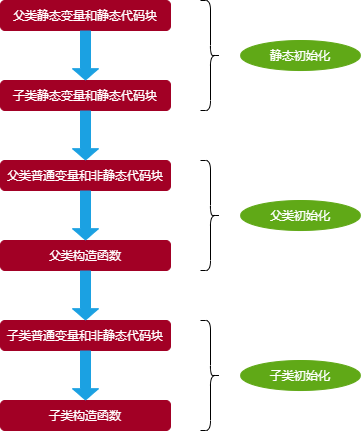 父类静态变量和静态代码块
静态初始化
子类静态变量和静态代码块
父类普通变量和非静态代码块
父类初始化
父类构造函数
子类普通变量和非静态代码块
子类初始化
子类构造函数